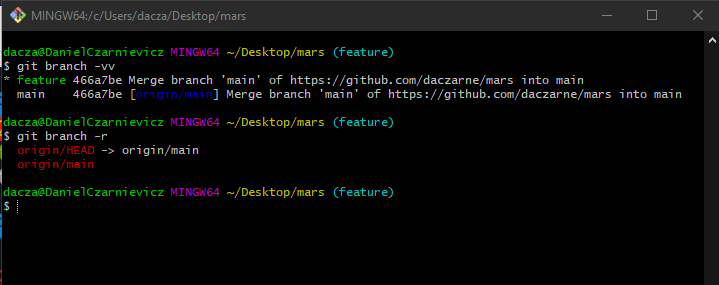 MINGW64:/c/Users/dacza/Desktop/mars
dacza@DanielCzarnievicz MINGW64 ~/Desktop/mars (feature)
$ git branch -vv
* feature 466a7be Merge branch 'main' of https://github.com/daczarne/mars into main
  main    466a7be [origin/main] Merge branch 'main' of https://github.com/daczarne/mars into main
dacza@DanielCzarnievicz MINGW64 ~/Desktop/mars (feature)
$ git branch -r
  origin/HEAD -> origin/main
  origin/main
dacza@DanielCzarnievicz MINGW64 ~/Desktop/mars (feature)
$